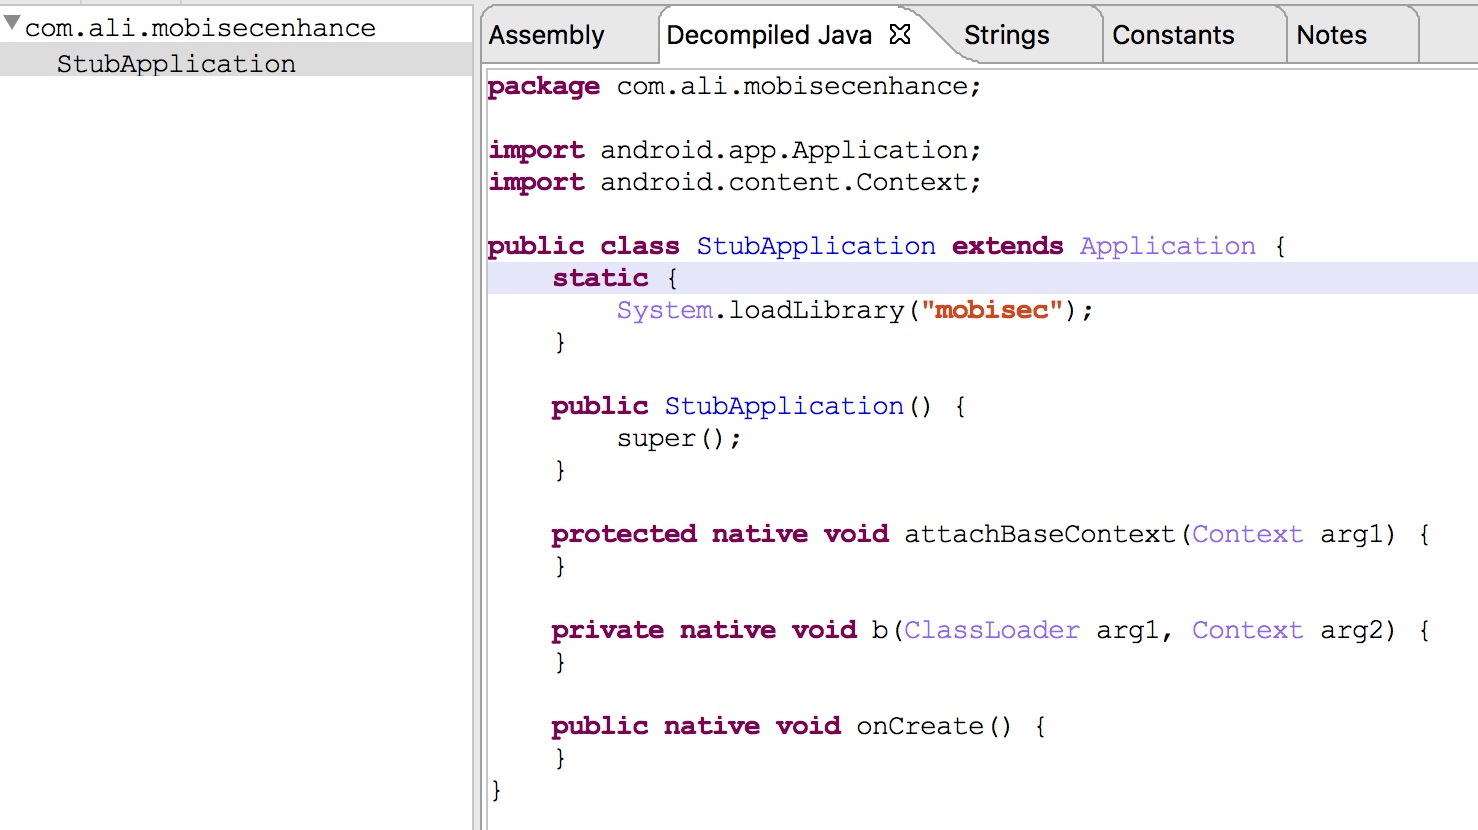 com.ali.mobisecenhance
StubApplication
Assembly Decompiled Java Strings Constants Notes
package com.ali.mobisecenhance;
import android.app.Application;
import android.content.Context;
public class StubApplication extends Application {
    static {
        System.loadLibrary("mobisec");
    }
    public StubApplication() {
        super();
    }
    protected native void attachBaseContext(Context arg1) {
    }
    private native void b(ClassLoader arg1, Context arg2) {
    }
    public native void onCreate() {
    }
}